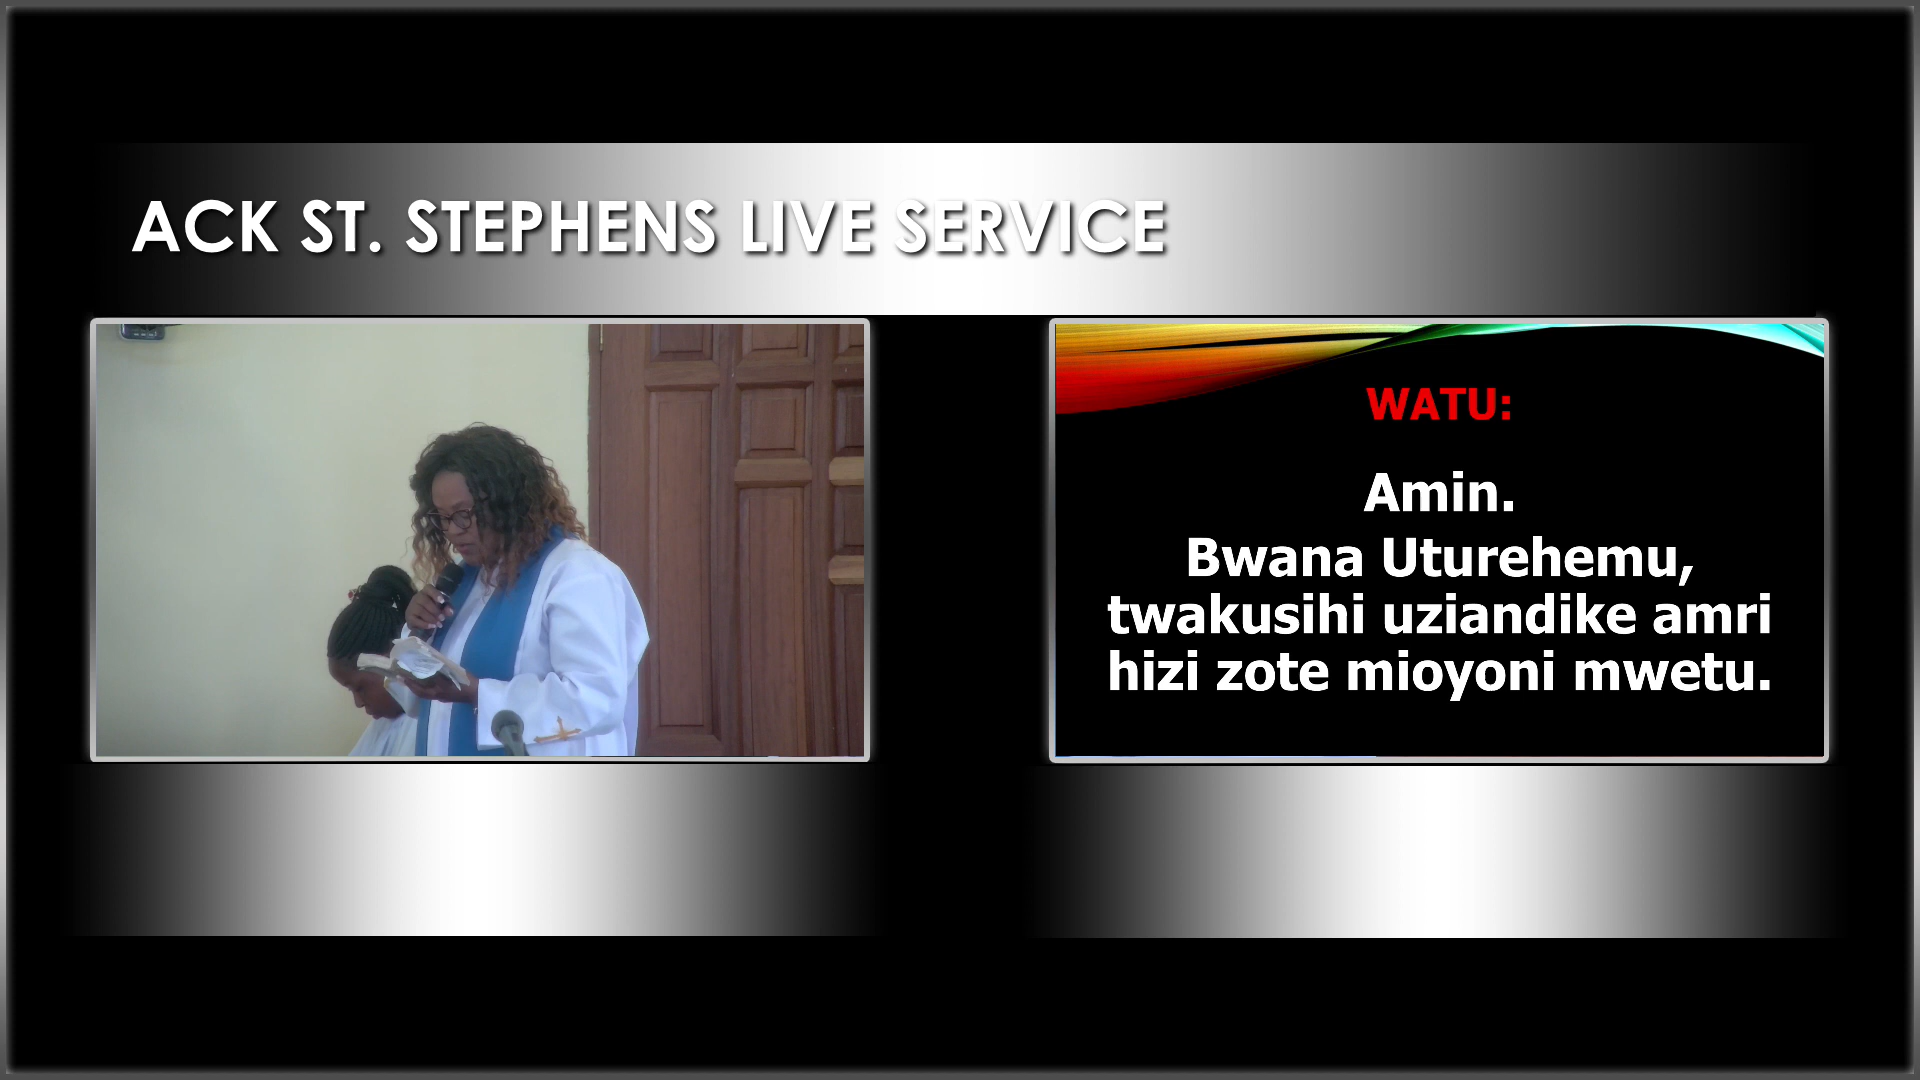 ACK ST. STEPHENS LIVE SERVICE
WATU:
Amin.
Bwana Uturehemu,
twakusihi uziandike amri
hizi zote mioyoni mwetu.